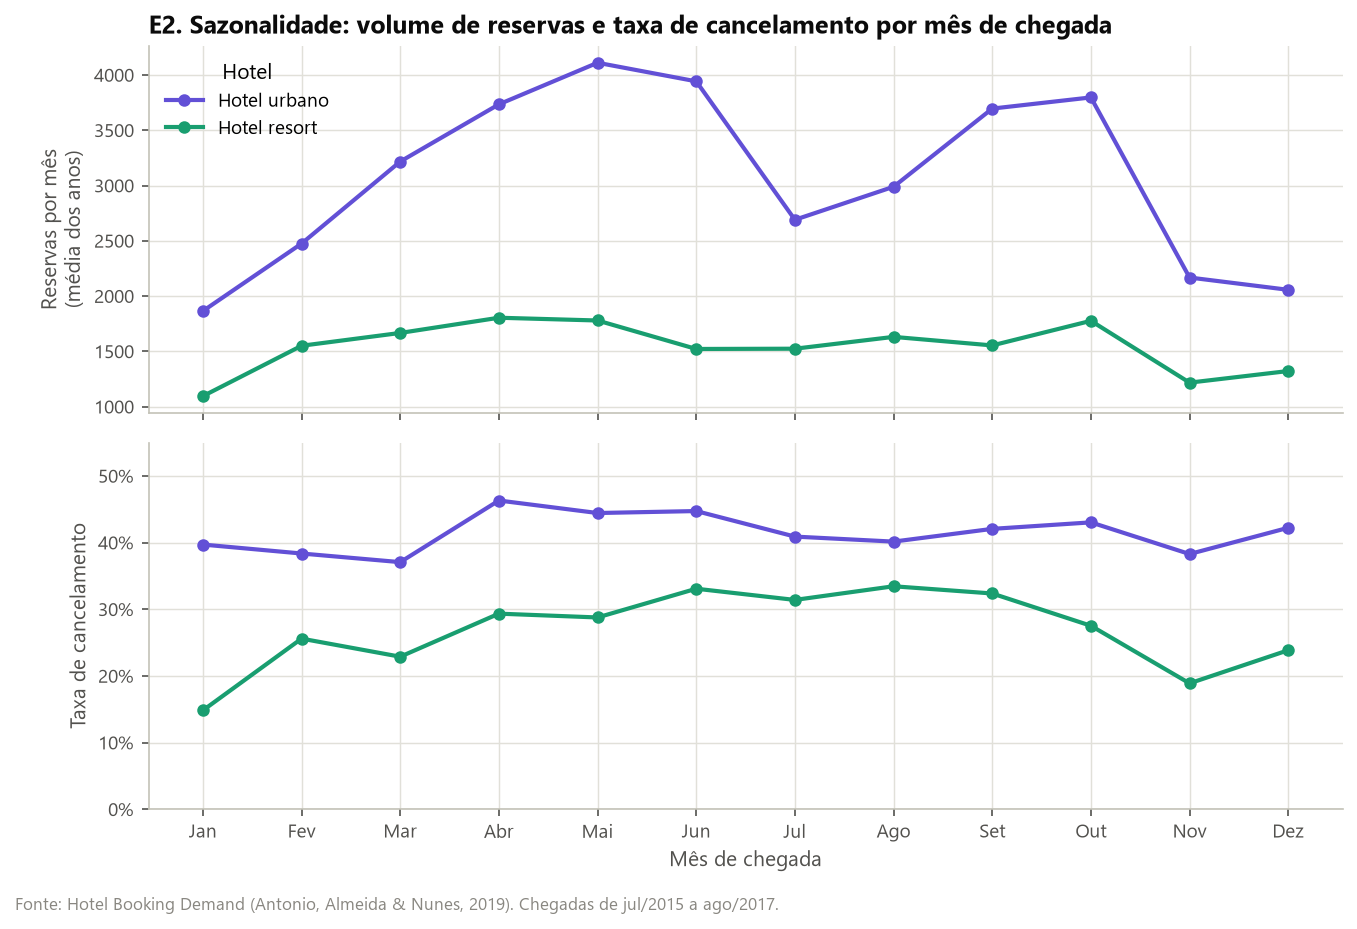 E2. Sazonalidade: volume de reservas e taxa de cancelamento por mês de chegada
Hotel
Hotel urbano
Hotel resort
Reservas por mês
(média dos anos)
4000
3500
3000
2500
2000
1500
1000
Taxa de cancelamento
50%
40%
30%
20%
10%
0%
Jan Fev Mar Abr Mai Jun Jul Ago Set Out Nov Dez
Mês de chegada
Fonte: Hotel Booking Demand (Antonio, Almeida & Nunes, 2019). Chegadas de jul/2015 a ago/2017.